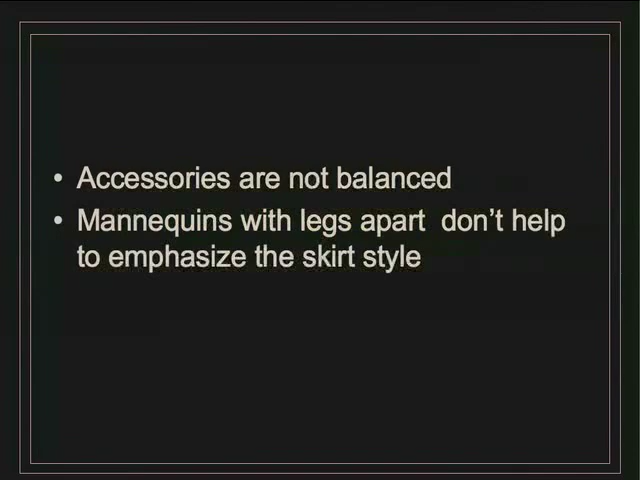 • Accessories are not balanced
• Mannequins with legs apart  don't help
to emphasize the skirt style